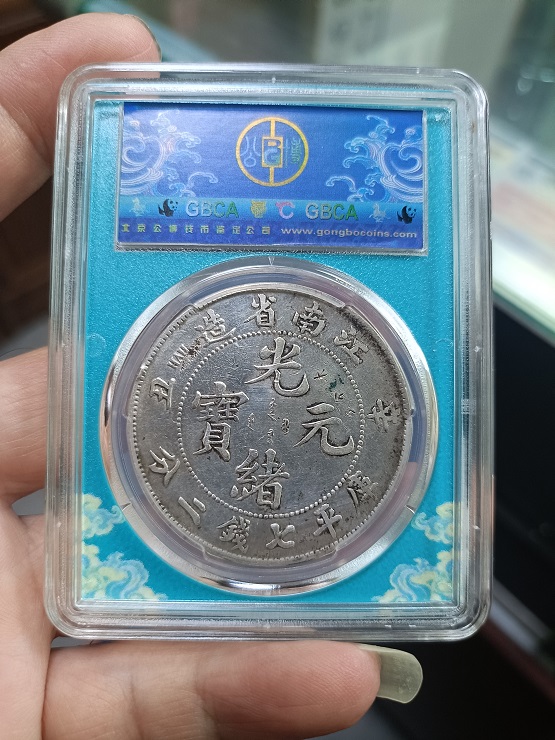 GBCA GBCA
北京公博钱币鉴定公司 www.gongbocoins.com
江南省造
辛 丑
光緒元寶
HAH
庫平七錢二分